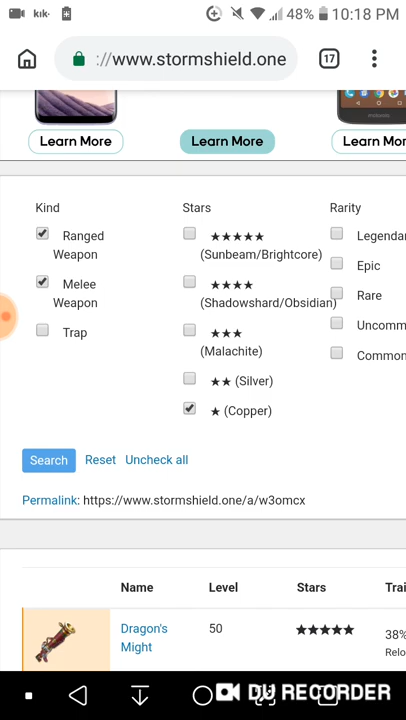 kik· 48% 10:18 PM
://www.stormshield.one 17
Learn More Learn More Learn Mor
Kind Stars Rarity
Ranged Weapon
Melee Weapon
Trap
★★★★★ (Sunbeam/Brightcore)
★★★★ (Shadowshard/Obsidian)
★★★ (Malachite)
★★ (Silver)
★ (Copper)
Legendar
Epic
Rare
Uncomm
Common
Search Reset Uncheck all
Permalink: https://www.stormshield.one/a/w3omcx
Name Level Stars Trai
Dragon's Might 50 ★★★★★ 38%
Relo
DU RECORDER